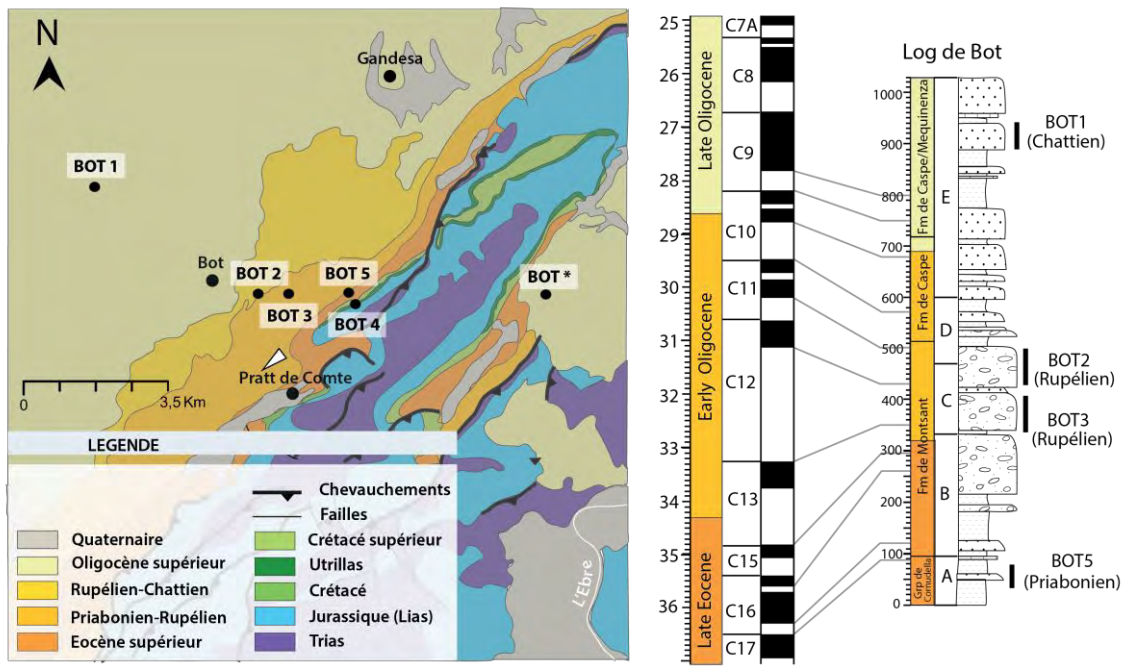 N
Gandesa
BOT 1
Bot
BOT 2
BOT 3
BOT 5
BOT 4
BOT *
Pratt de Comte
0
3,5 Km
L'Ebre
LEGENDE
Quaternaire
Oligocène supérieur
Rupélien-Chattien
Priabonien-Rupélien
Eocène supérieur
Chevauchements
Failles
Crétacé supérieur
Utrillas
Crétacé
Jurassique (Lias)
Trias
25
26
27
28
29
30
31
32
33
34
35
36
Late Oligocene
Early Oligocene
Late Eocene
C7A
C8
C9
C10
C11
C12
C13
C15
C16
C17
Log de Bot
1000
900
800
700
600
500
400
300
200
100
0
Fm de Caspe/Mequinenza
Fm de Caspe
Fm de Montsant
Grp de
Cornudella
E
D
C
B
A
BOT1
(Chattien)
BOT2
(Rupélien)
BOT3
(Rupélien)
BOT5
(Priabonien)